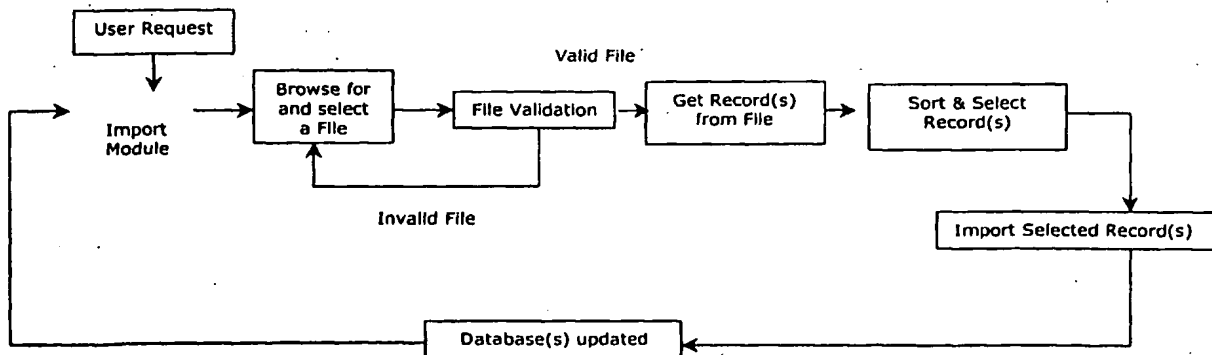 User Request
Valid File
Browse for
and select
a File
File Validation
Get Record(s)
from File
Sort & Select
Record(s)
Import
Module
Invalid File
Import Selected Record(s)
Database(s) updated